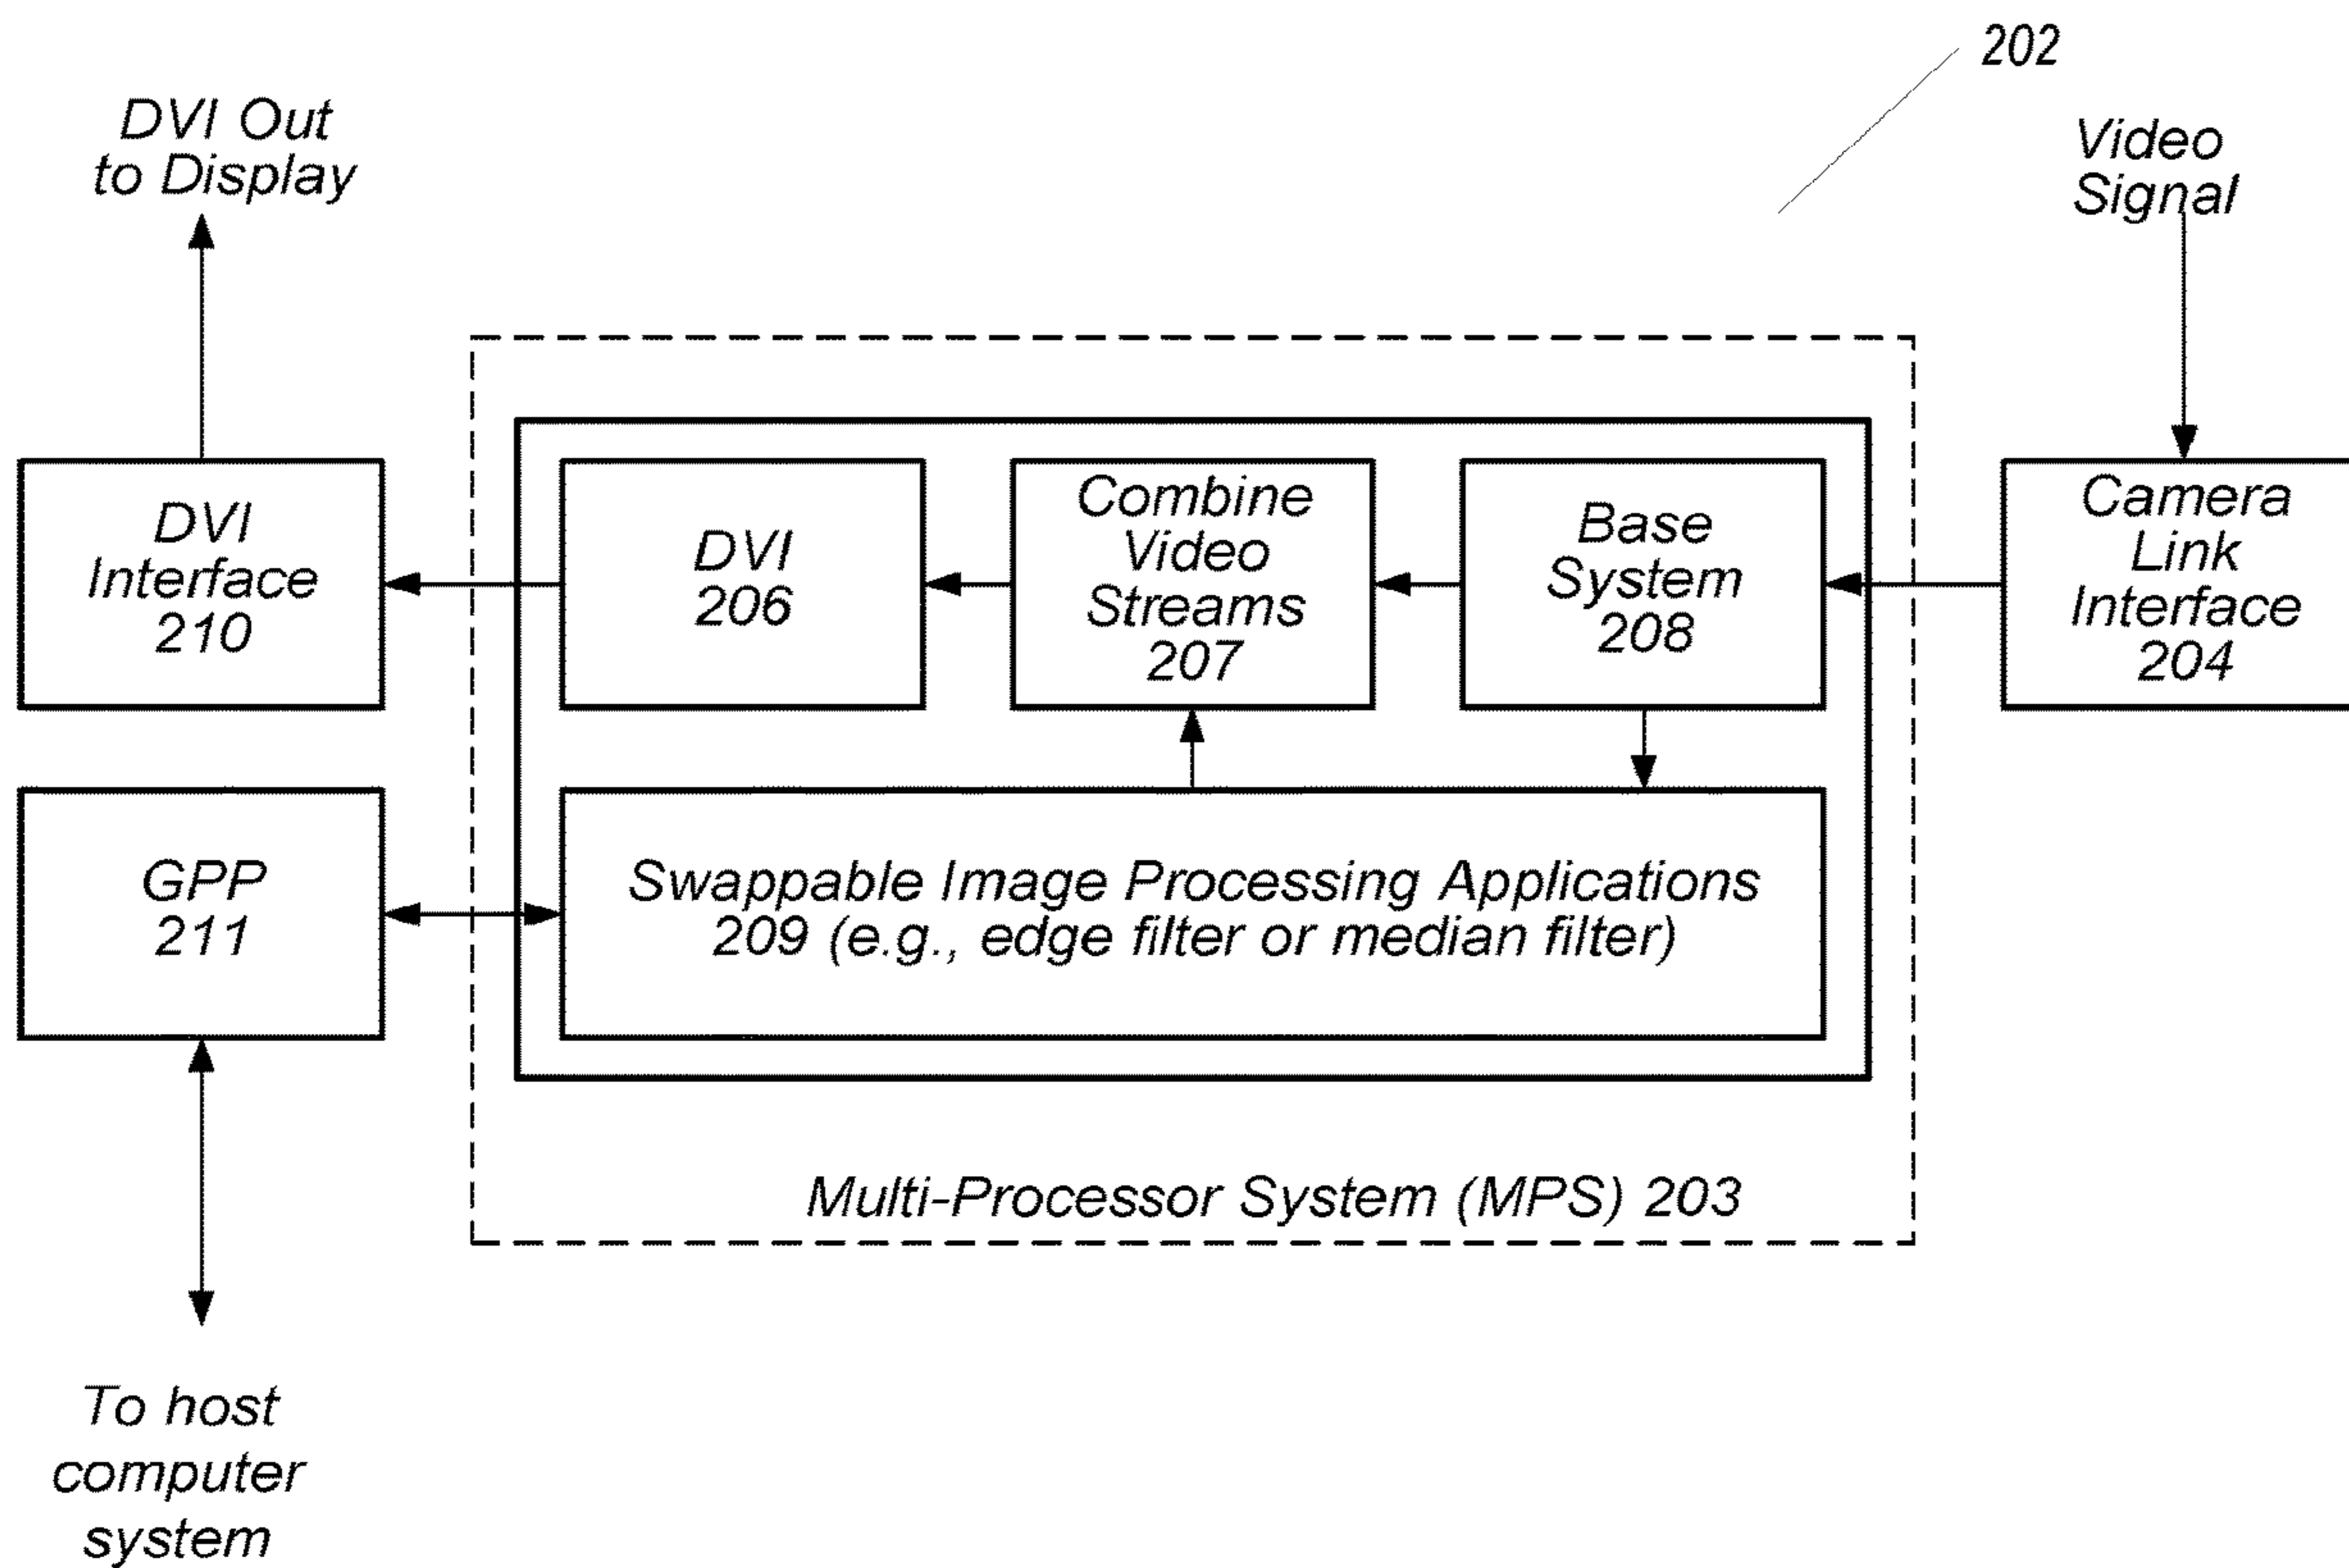 202
DVI Out
to Display
Video
Signal
DVI
Interface
210
DVI
206
Combine
Video
Streams
207
Base
System
208
Camera
Link
Interface
204
GPP
211
Swappable Image Processing Applications
209 (e.g., edge filter or median filter)
Multi-Processor System (MPS) 203
To host
computer
system